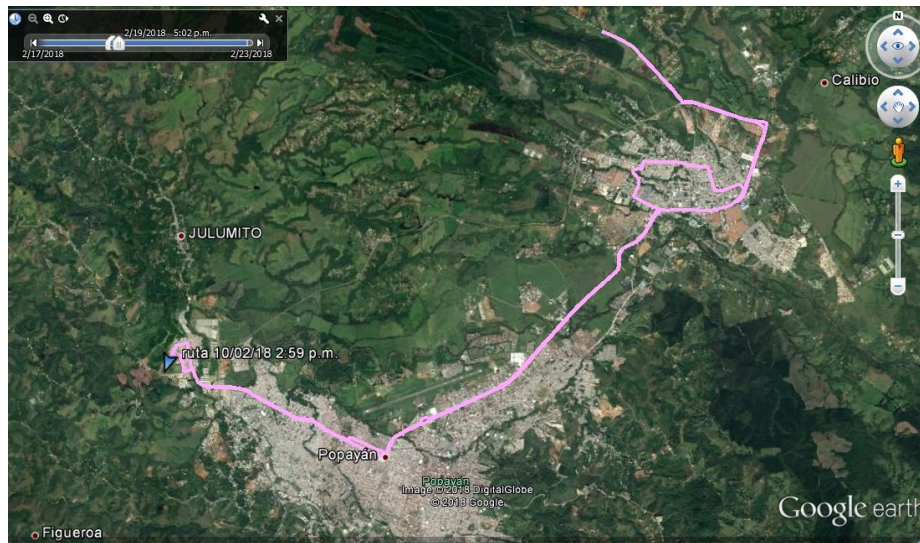 2/19/2018 5:02 p.m.
2/17/2018 2/23/2018
N
Calibio
JULUMITO
ruta 10/02/18 2:59 p.m.
Popayán
Popayán
Image © 2018 DigitalGlobe
© 2018 Google
Google earth
Figueroa